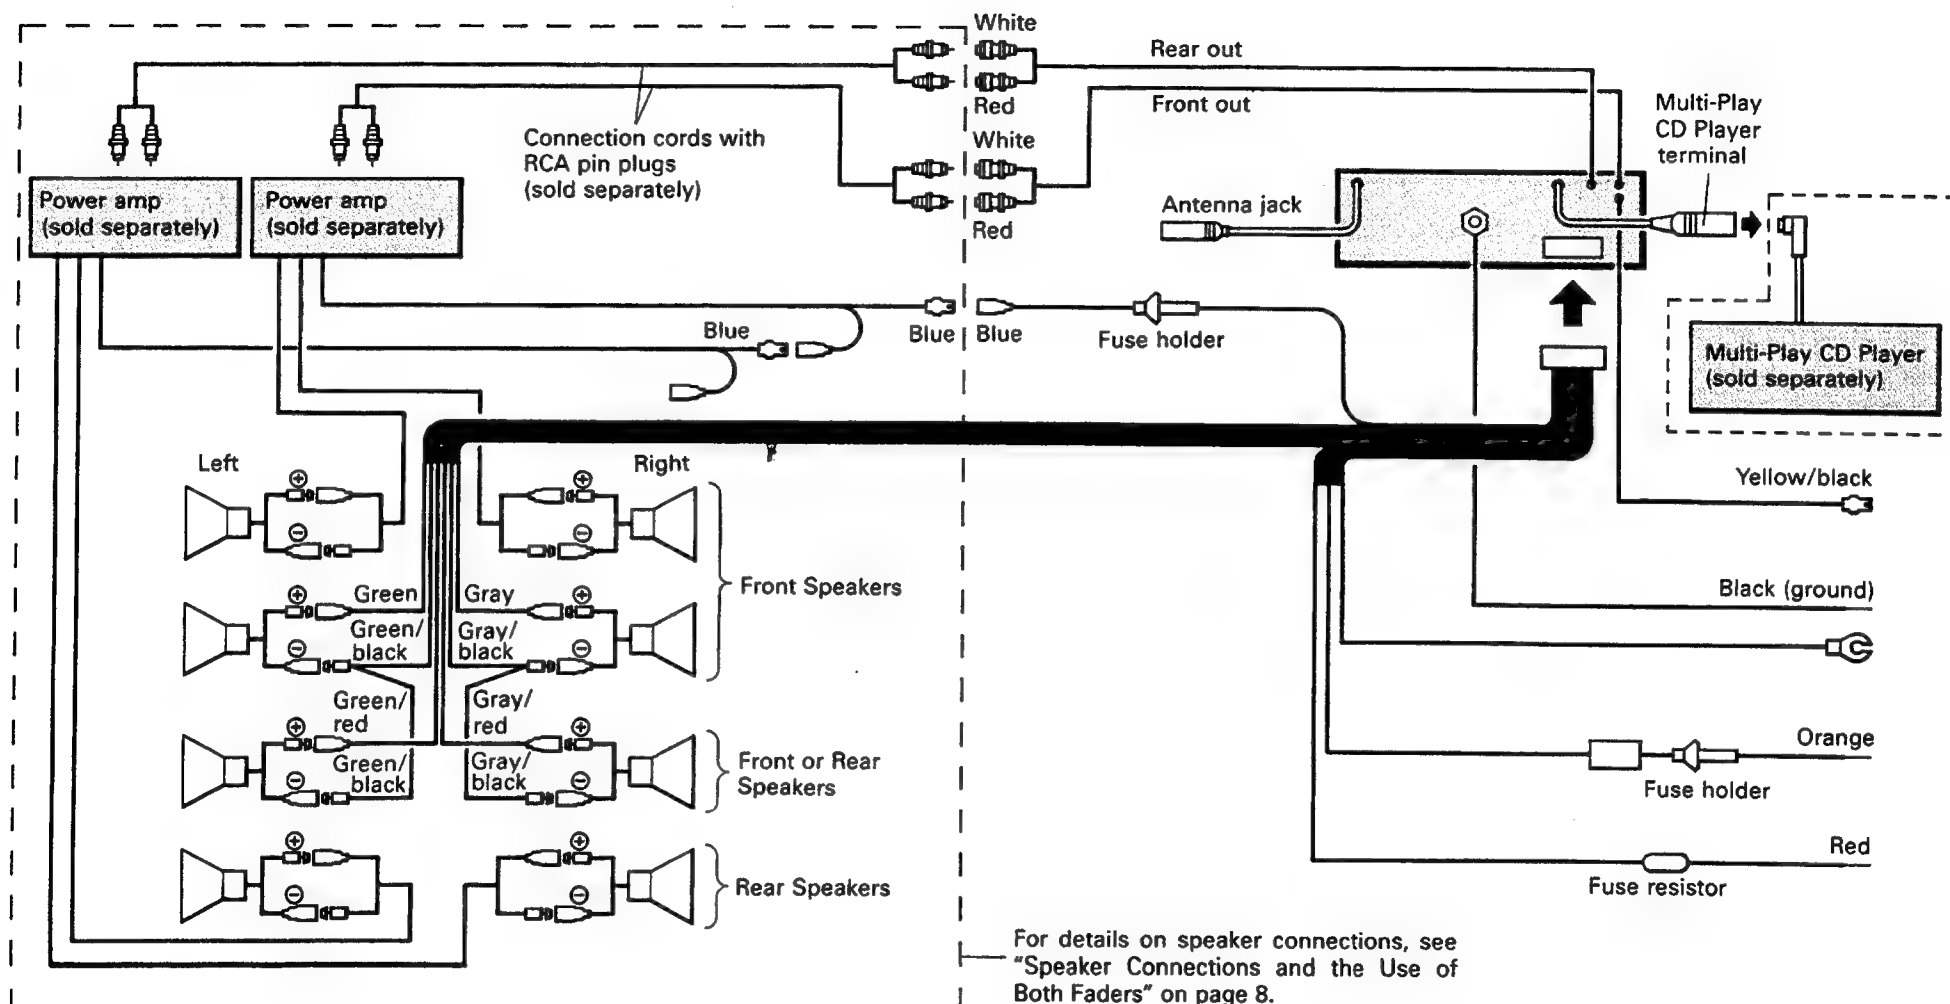 White
Rear out
Red
Front out
White
Red
Connection cords with
RCA pin plugs
(sold separately)
Power amp
(sold separately)
Power amp
(sold separately)
Antenna jack
Multi-Play
CD Player
terminal
Multi-Play CD Player
(sold separately)
Blue
Blue
Blue
Fuse holder
Left
Right
+
-
+
-
Front Speakers
+
Green
Gray
+
-
Green/
black
Gray/
black
-
+
Green/
red
Gray/
red
+
-
Green/
black
Gray/
black
-
Front or Rear
Speakers
+
-
+
-
Rear Speakers
Yellow/black
Black (ground)
Orange
Fuse holder
Red
Fuse resistor
For details on speaker connections, see
"Speaker Connections and the Use of
Both Faders" on page 8.